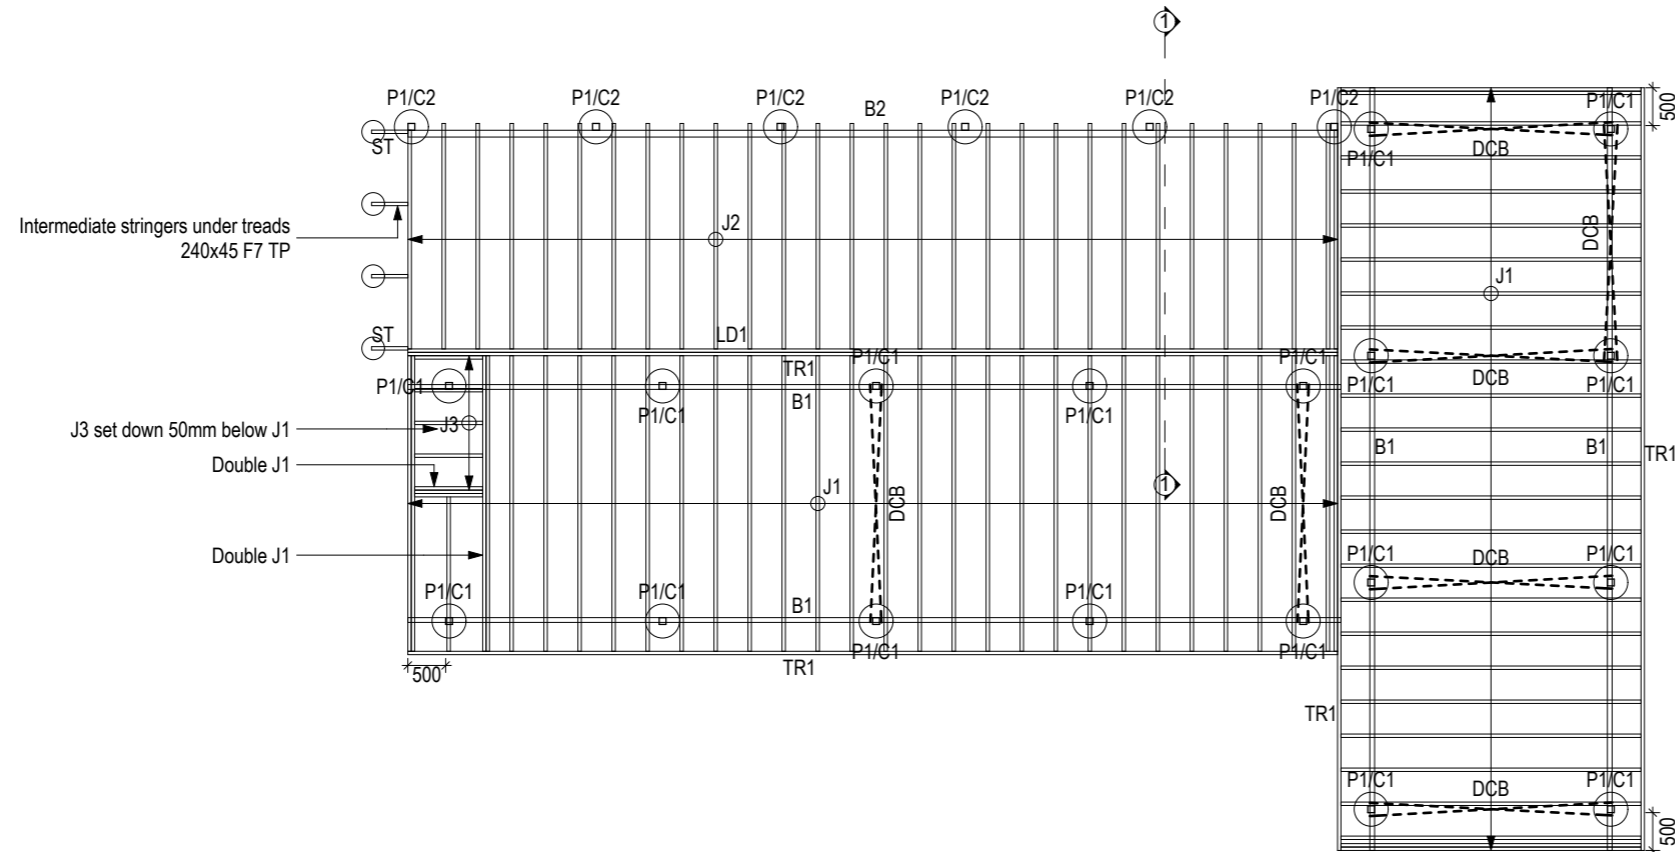 1
P1/C2
P1/C2
P1/C2
B2
P1/C2
P1/C2
P1/C2
P1/C1
500
ST
P1/C1
DCB
Intermediate stringers under treads
240x45 F7 TP
J2
DCB
J1
ST
LD1
P1/C1
TR1
P1/C1
P1/C1
P1/C1
DCB
P1/C1
B1
P1/C1
P1/C1
J3 set down 50mm below J1
J3
B1
B1
TR1
Double J1
J1
1
DCB
DCB
Double J1
P1/C1
DCB
P1/C1
P1/C1
P1/C1
B1
P1/C1
P1/C1
P1/C1
500
TR1
TR1
P1/C1
DCB
P1/C1
500